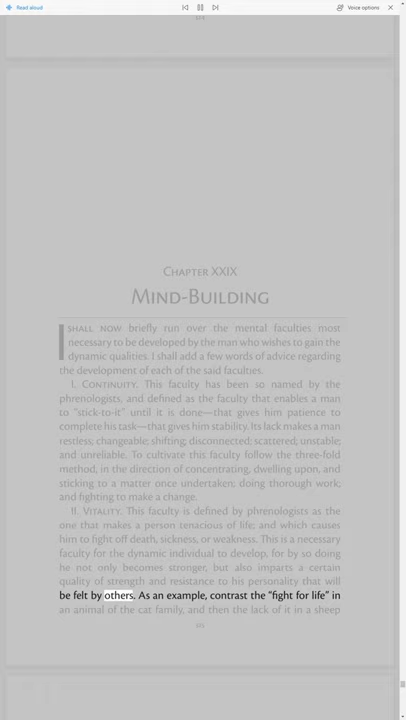 Read aloud
Voice options
Chapter XXIX
Mind-Building
I shall now briefly run over the mental faculties most
necessary to be developed by the man who wishes to gain the
dynamic qualities. I shall add a few words of advice regarding
the development of each of the said faculties.
I. Continuity. This faculty has been so named by the
phrenologists, and defined as the faculty that enables a man
to “stick-to-it” until it is done—that gives him patience to
complete his task—that gives him stability. Its lack makes a man
restless; changeable; shifting; disconnected; scattered; unstable;
and unreliable. To cultivate this faculty follow the three-fold
method, in the direction of concentrating, dwelling upon, and
sticking to a matter once undertaken; doing thorough work;
and fighting to make a change.
II. Vitality. This faculty is defined by phrenologists as the
one that makes a person tenacious of life; and which causes
him to fight off death, sickness, or weakness. This is a necessary
faculty for the dynamic individual to develop, for by so doing
he not only becomes stronger, but also imparts a certain
quality of strength and resistance to his personality that will
be felt by others. As an example, contrast the “fight for life” in
an animal of the cat family, and then the lack of it in a sheep